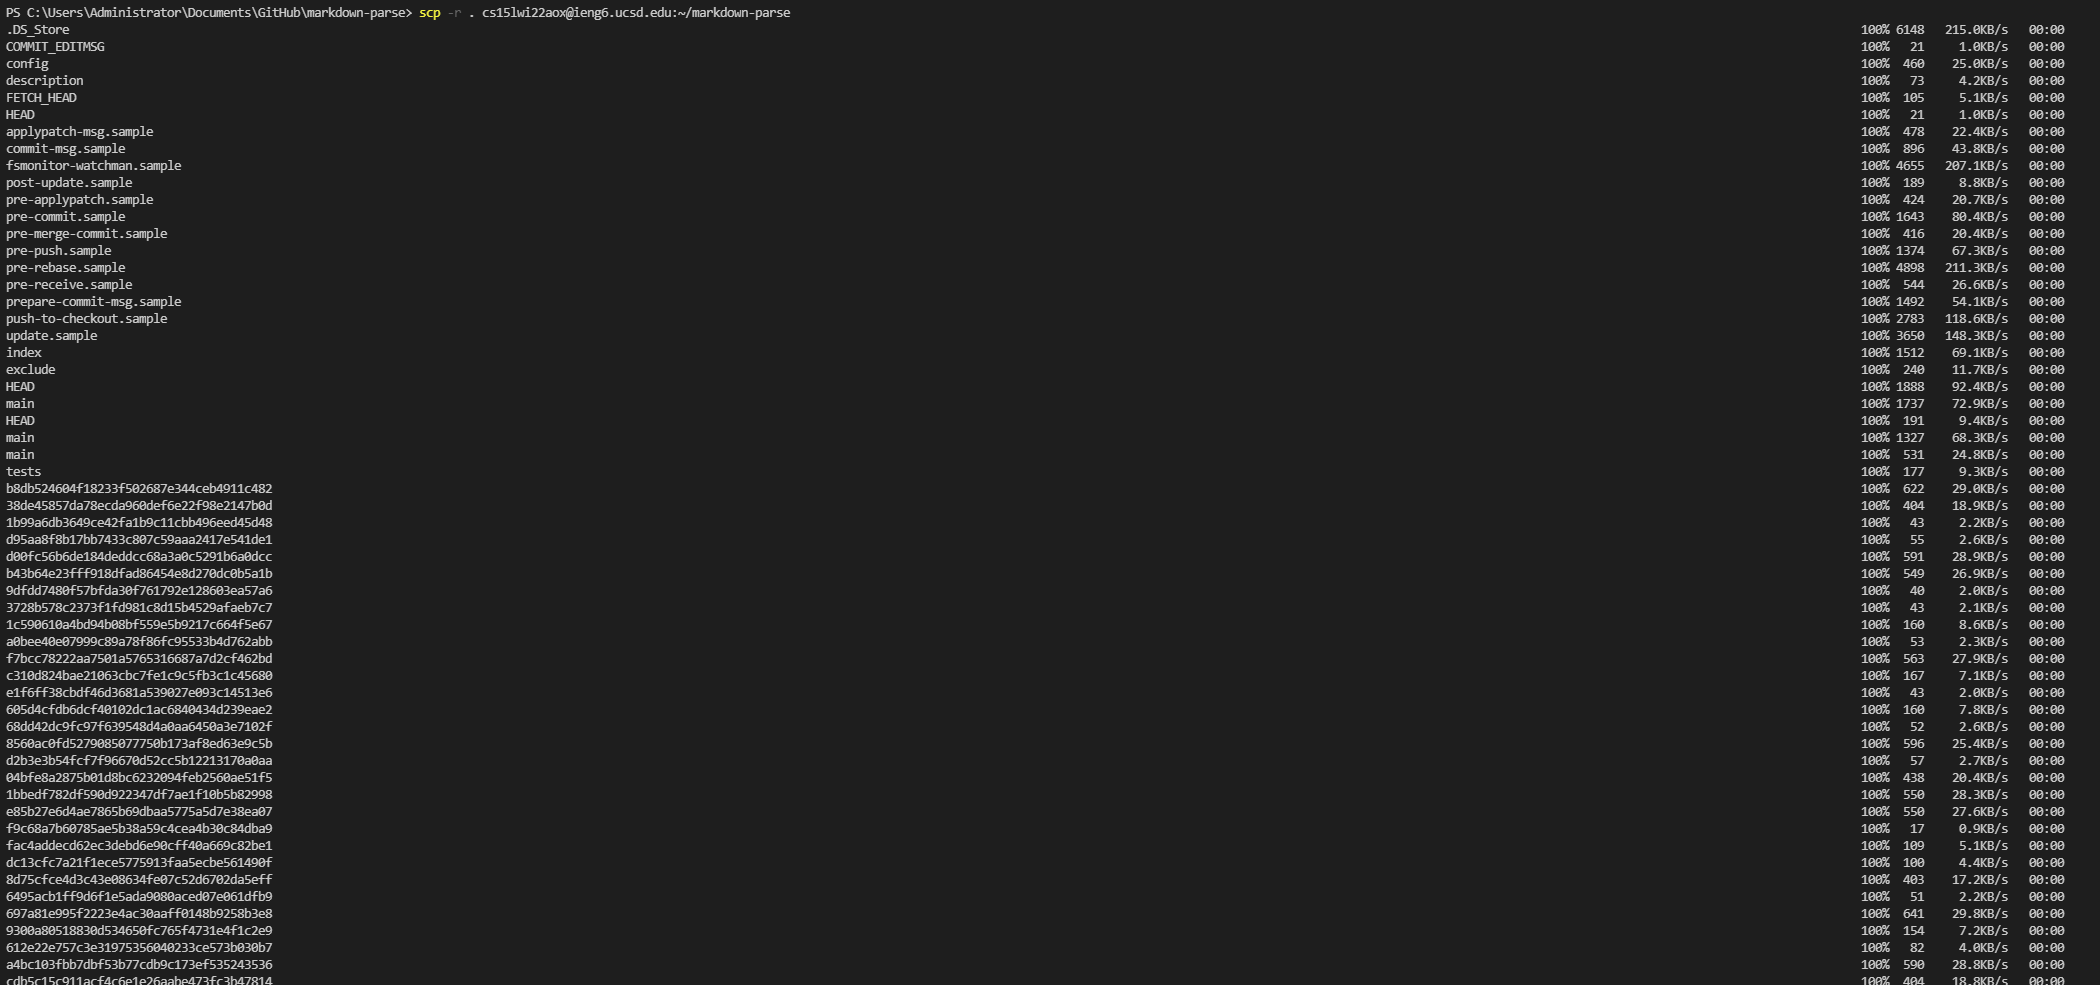 PS C:\Users\Administrator\Documents\GitHub\markdown-parse> scp -r . cs15lwi22aox@ieng6.ucsd.edu:~/markdown-parse
.DS_Store 100% 6148 215.0KB/s 00:00
COMMIT_EDITMSG 100% 21 1.0KB/s 00:00
config 100% 460 25.0KB/s 00:00
description 100% 73 4.2KB/s 00:00
FETCH_HEAD 100% 105 5.1KB/s 00:00
HEAD 100% 21 1.0KB/s 00:00
applypatch-msg.sample 100% 478 22.4KB/s 00:00
commit-msg.sample 100% 896 43.8KB/s 00:00
fsmonitor-watchman.sample 100% 4655 207.1KB/s 00:00
post-update.sample 100% 189 8.8KB/s 00:00
pre-applypatch.sample 100% 424 20.7KB/s 00:00
pre-commit.sample 100% 1643 80.4KB/s 00:00
pre-merge-commit.sample 100% 416 20.4KB/s 00:00
pre-push.sample 100% 1374 67.3KB/s 00:00
pre-rebase.sample 100% 4898 211.3KB/s 00:00
pre-receive.sample 100% 544 26.6KB/s 00:00
prepare-commit-msg.sample 100% 1492 54.1KB/s 00:00
push-to-checkout.sample 100% 2783 118.6KB/s 00:00
update.sample 100% 3650 148.3KB/s 00:00
index 100% 1512 69.1KB/s 00:00
exclude 100% 240 11.7KB/s 00:00
HEAD 100% 1888 92.4KB/s 00:00
main 100% 1737 72.9KB/s 00:00
HEAD 100% 191 9.4KB/s 00:00
main 100% 1327 68.3KB/s 00:00
main 100% 531 24.8KB/s 00:00
tests 100% 177 9.3KB/s 00:00
b8db524604f18233f502687e344ceb4911c482 100% 622 29.0KB/s 00:00
38de45857da78ecda960def6e22f98e2147b0d 100% 404 18.9KB/s 00:00
1b99a6db3649ce42fa1b9c11cbb496eed45d48 100% 43 2.2KB/s 00:00
d95aa8f8b17bb7433c807c59aaa2417e541de1 100% 55 2.6KB/s 00:00
d00fc56b6de184deddcc68a3a0c5291b6a0dcc 100% 591 28.9KB/s 00:00
b43b64e23fff918dfad86454e8d270dc0b5a1b 100% 549 26.9KB/s 00:00
9dfdd7480f57bfda30f761792e128603ea57a6 100% 40 2.0KB/s 00:00
3728b578c2373f1fd981c8d15b4529afaeb7c7 100% 43 2.1KB/s 00:00
1c590610a4bd94b08bf559e5b9217c664f5e67 100% 160 8.6KB/s 00:00
a0bee40e07999c89a78f86fc95533b4d762abb 100% 53 2.3KB/s 00:00
f7bcc78222aa7501a5765316687a7d2cf462bd 100% 563 27.9KB/s 00:00
c310d824bae21063cbc7fe1c9c5fb3c1c45680 100% 167 7.1KB/s 00:00
e1f6ff38cbdf46d3681a539027e093c14513e6 100% 43 2.0KB/s 00:00
605d4cfdb6dcf40102dc1ac6840434d239eae2 100% 160 7.8KB/s 00:00
68dd42dc9fc97f639548d4a0aa6450a3e7102f 100% 52 2.6KB/s 00:00
8560ac0fd5279085077750b173af8ed63e9c5b 100% 596 25.4KB/s 00:00
d2b3e3b54fcf7f96670d52cc5b12213170a0aa 100% 57 2.7KB/s 00:00
04bfe8a2875b01d8bc6232094feb2560ae51f5 100% 438 20.4KB/s 00:00
1bbedf782df590d922347df7ae1f10b5b82998 100% 550 28.3KB/s 00:00
e85b27e6d4ae7865b69dbaa5775a5d7e38ea07 100% 550 27.6KB/s 00:00
f9c68a7b60785ae5b38a59c4cea4b30c84dba9 100% 17 0.9KB/s 00:00
fac4addecd62ec3debd6e90cff40a669c82be1 100% 109 5.1KB/s 00:00
dc13cfc7a21f1ece5775913faa5ecbe561490f 100% 100 4.4KB/s 00:00
8d75cfce4d3c43e08634fe07c52d6702da5eff 100% 403 17.2KB/s 00:00
6495acb1ff9d6f1e5ada9080aced07e061dfb9 100% 51 2.2KB/s 00:00
697a81e995f2223e4ac30aaff0148b9258b3e8 100% 641 29.8KB/s 00:00
9300a80518830d534650fc765f4731e4f1c2e9 100% 154 7.2KB/s 00:00
612e22e757c3e31975356040233ce573b030b7 100% 82 4.0KB/s 00:00
a4bc103fbb7dbf53b77cdb9c173ef535243536 100% 590 28.8KB/s 00:00
cdb5c15c911acf4c6e1e26aabe473fc3b47814 100% 404 18.8KB/s 00:00